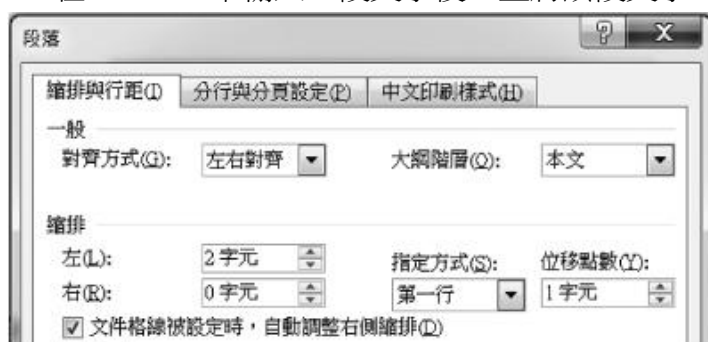 段落
縮排與行距(I) 分行與分頁設定(P) 中文印刷樣式(H)
一般
對齊方式(G): 左右對齊 大綱階層(O): 本文
縮排
左(L): 2 字元 指定方式(S): 位移點數(Y):
右(R): 0 字元 第一行 1 字元
文件格線被設定時，自動調整右側縮排(D)